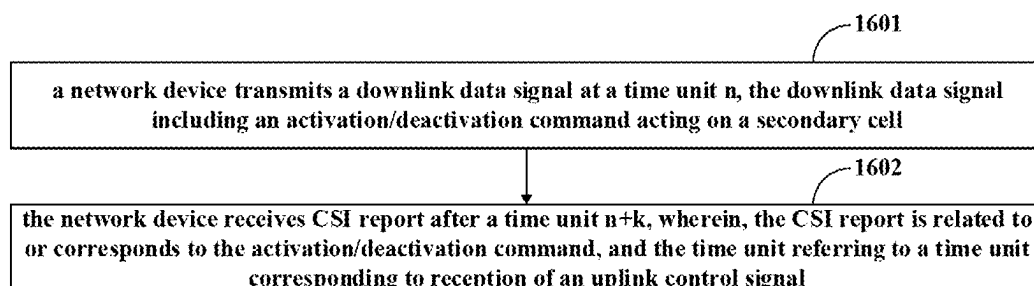 1601
a network device transmits a downlink data signal at a time unit n, the downlink data signal
including an activation/deactivation command acting on a secondary cell
1602
the network device receives CSI report after a time unit n+k, wherein, the CSI report is related to
or corresponds to the activation/deactivation command, and the time unit referring to a time unit
corresponding to reception of an uplink control signal